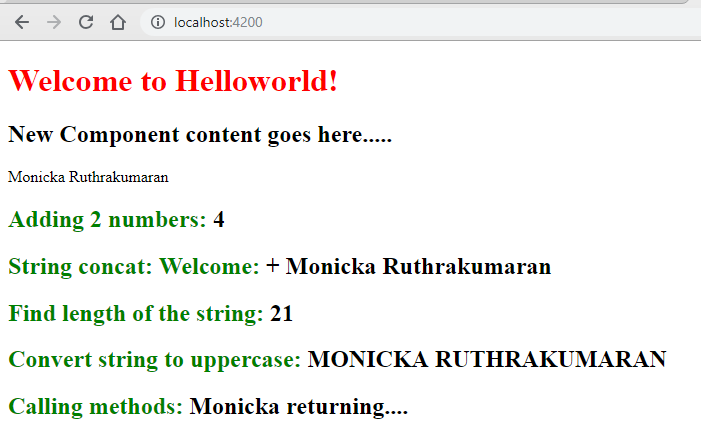 localhost:4200
Welcome to Helloworld!
New Component content goes here.....
Monicka Ruthrakumaran
Adding 2 numbers: 4
String concat: Welcome: + Monicka Ruthrakumaran
Find length of the string: 21
Convert string to uppercase: MONICKA RUTHRAKUMARAN
Calling methods: Monicka returning....